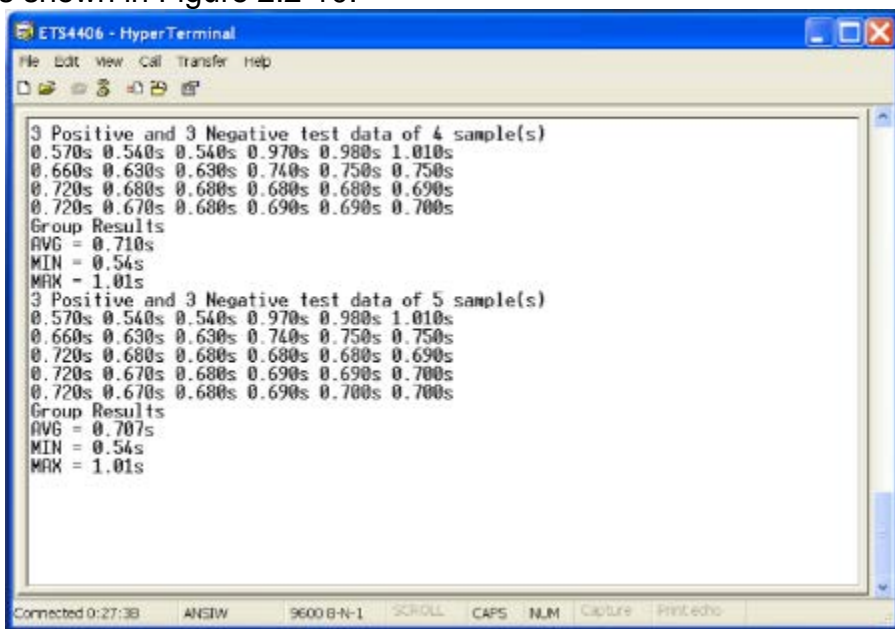 s shown in Figure 2.2-10.
ETS4406 - HyperTerminal
File Edit View Call Transfer Help
3 Positive and 3 Negative test data of 4 sample(s)
0.570s 0.540s 0.540s 0.970s 0.980s 1.010s
0.660s 0.630s 0.630s 0.740s 0.750s 0.750s
0.720s 0.680s 0.680s 0.680s 0.680s 0.690s
0.720s 0.670s 0.680s 0.690s 0.690s 0.700s
Group Results
AVG = 0.710s
MIN = 0.54s
MAX = 1.01s
3 Positive and 3 Negative test data of 5 sample(s)
0.570s 0.540s 0.540s 0.970s 0.980s 1.010s
0.660s 0.630s 0.630s 0.740s 0.750s 0.750s
0.720s 0.680s 0.680s 0.680s 0.680s 0.690s
0.720s 0.670s 0.680s 0.690s 0.690s 0.700s
0.720s 0.670s 0.680s 0.690s 0.700s 0.700s
Group Results
AVG = 0.707s
MIN = 0.54s
MAX = 1.01s
Connected 0:27:38 ANSIW 9600 8-N-1 SCROLL CAPS NUM Capture Print echo